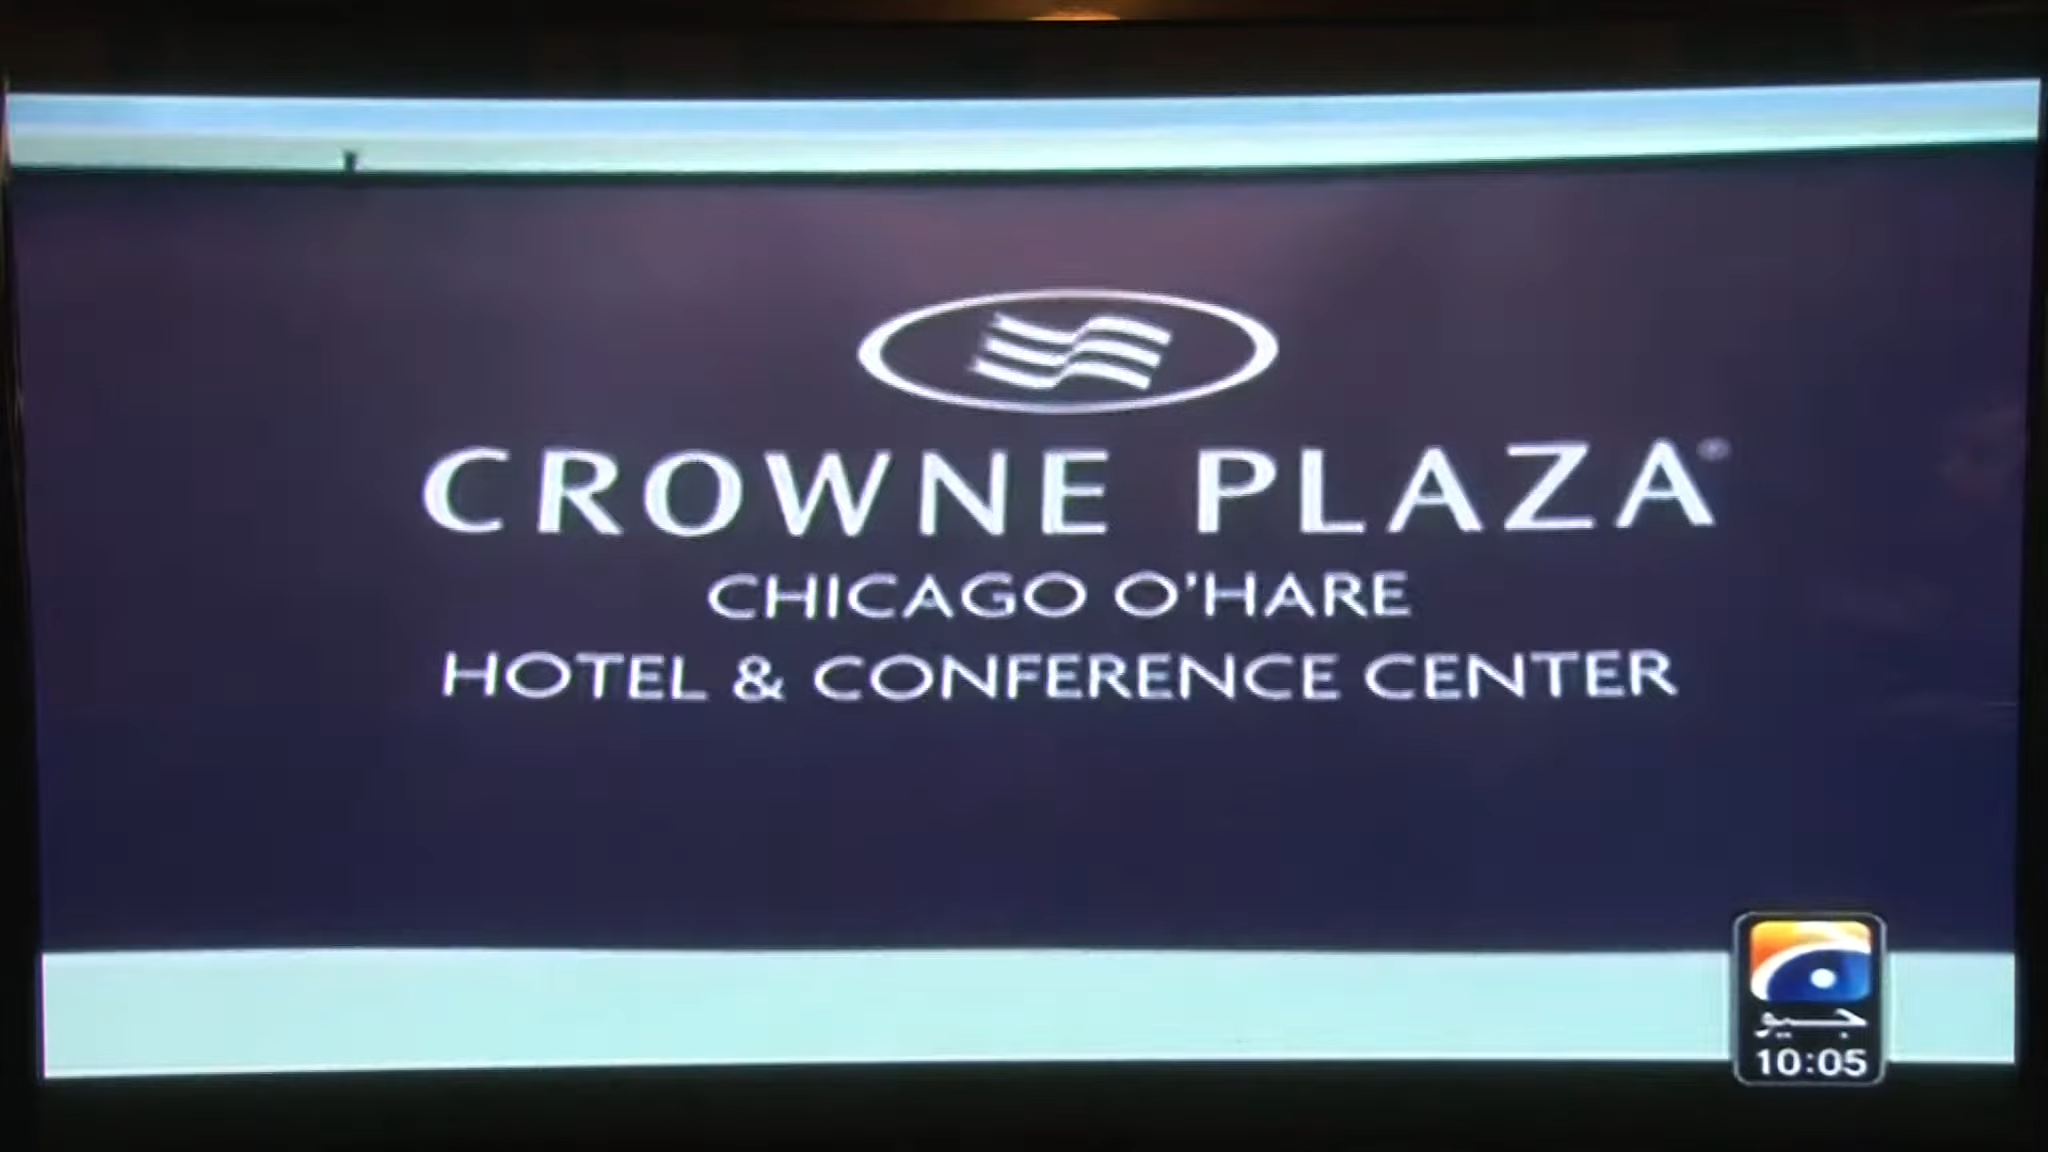 CROWNE PLAZA®
CHICAGO O'HARE
HOTEL & CONFERENCE CENTER
جیو
10:05